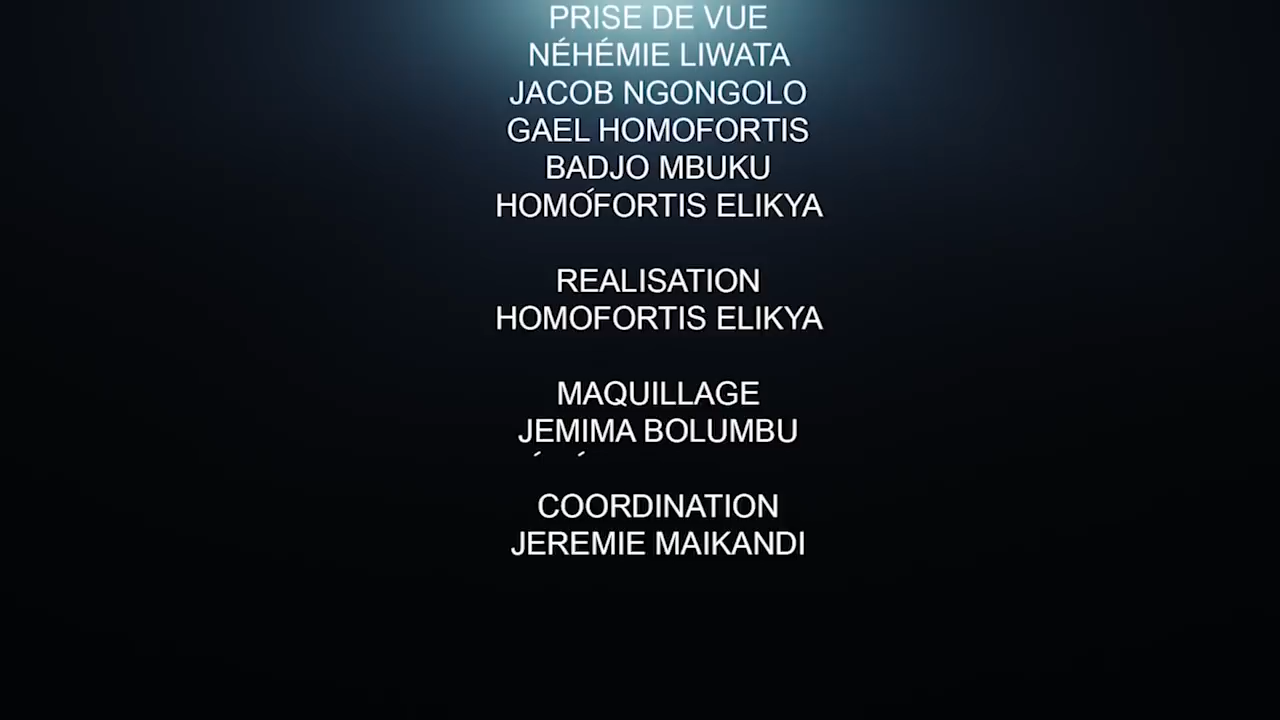 PRISE DE VUE
NÉHÉMIE LIWATA
JACOB NGONGOLO
GAEL HOMOFORTIS
BADJO MBUKU
HOMOFORTIS ELIKYA
REALISATION
HOMOFORTIS ELIKYA
MAQUILLAGE
JEMIMA BOLUMBU
COORDINATION
JEREMIE MAIKANDI